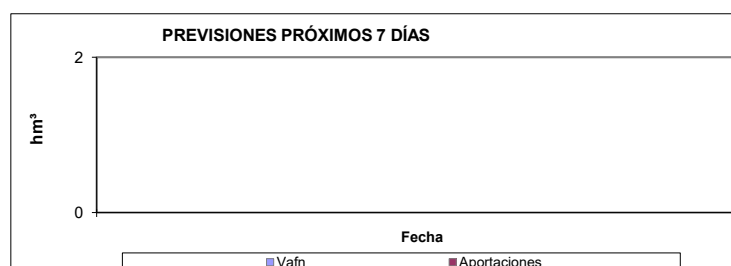 PREVISIONES PRÓXIMOS 7 DÍAS
2
hm³
0
Fecha
Vafn Aportaciones